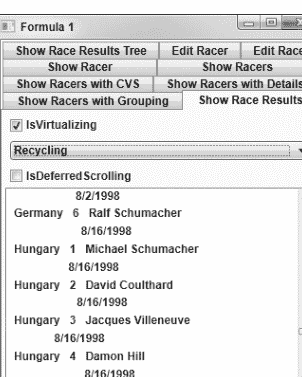 Formula 1
Show Race Results Tree Edit Racer Edit Race
Show Racer Show Racers
Show Racers with CVS Show Racers with Details
Show Racers with Grouping Show Race Results
IsVirtualizing
Recycling
IsDeferredScrolling
8/2/1998
Germany 6 Ralf Schumacher
8/16/1998
Hungary 1 Michael Schumacher
8/16/1998
Hungary 2 David Coulthard
8/16/1998
Hungary 3 Jacques Villeneuve
8/16/1998
Hungary 4 Damon Hill
8/16/1998